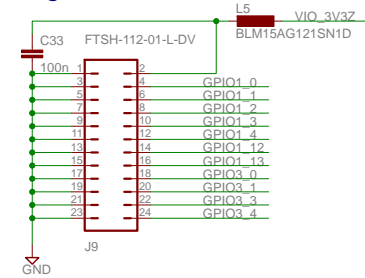 L5
VIO_3V3Z
C33
FTSH-112-01-L-DV
BLM15AG121SN1D
100n
1 2
3 4 GPIO1_0
5 6 GPIO1_1
7 8 GPIO1_2
9 10 GPIO1_3
11 12 GPIO1_4
13 14 GPIO1_12
15 16 GPIO1_13
17 18 GPIO3_0
19 20 GPIO3_1
21 22 GPIO3_3
23 24 GPIO3_4
J9
GND